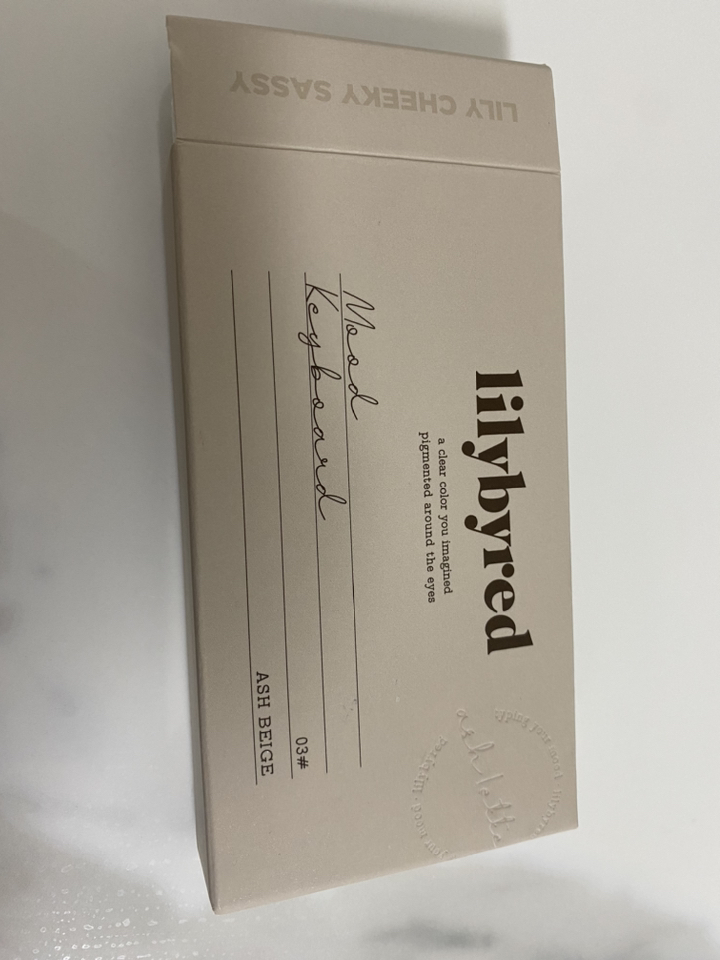 LILY CHEEKY SASSY
lilybyred
a clear color you imagined
pigmented around the eyes
Mood
Keyboard
03#
ASH BEIGE